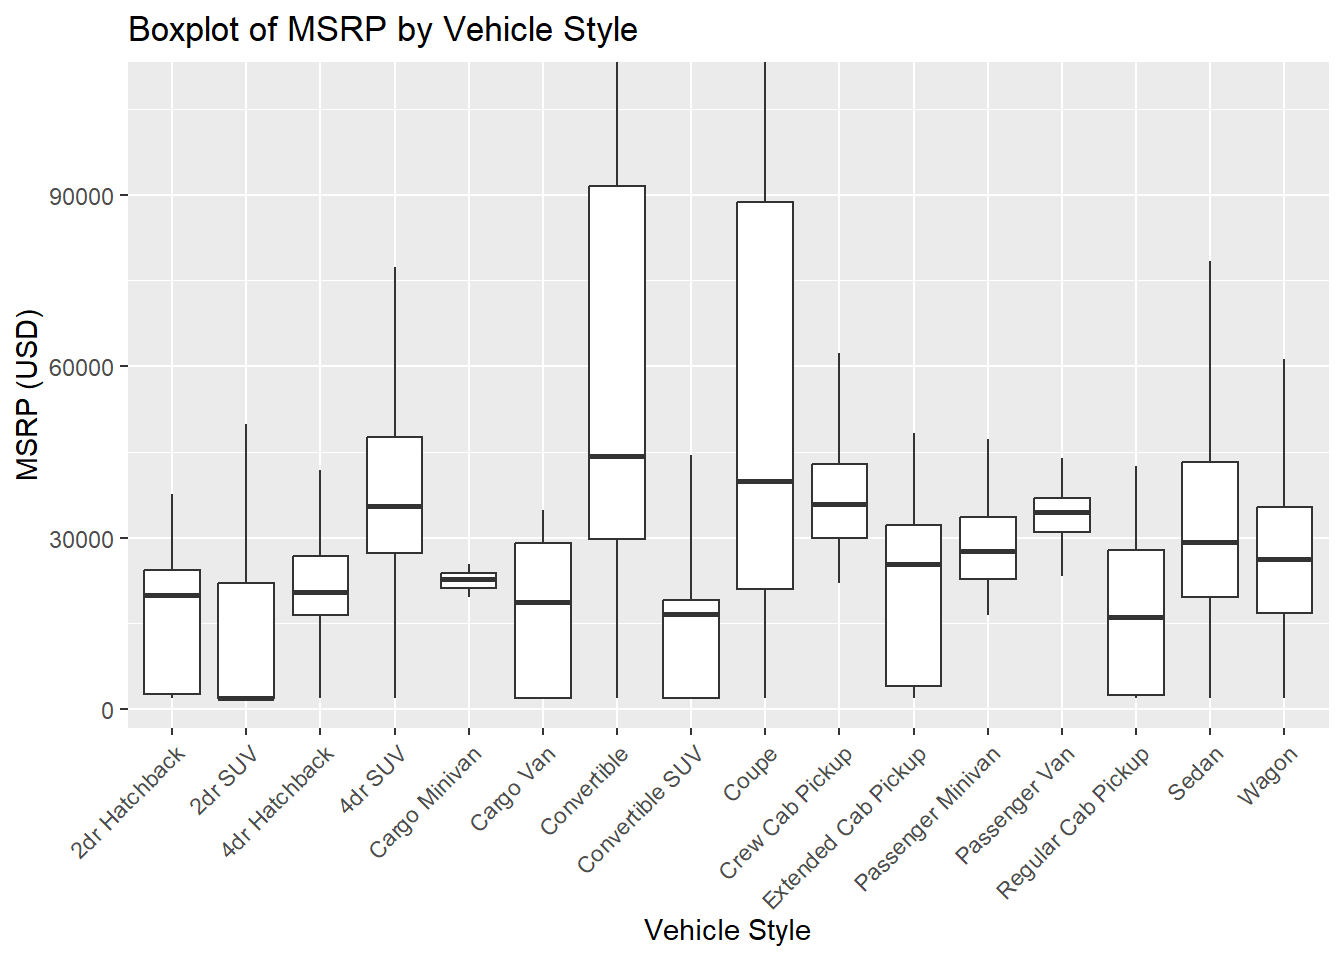 Boxplot of MSRP by Vehicle Style
MSRP (USD)
90000
60000
30000
0
2dr Hatchback
2dr SUV
4dr Hatchback
4dr SUV
Cargo Minivan
Cargo Van
Convertible
Convertible SUV
Coupe
Crew Cab Pickup
Extended Cab Pickup
Passenger Minivan
Passenger Van
Regular Cab Pickup
Sedan
Wagon
Vehicle Style